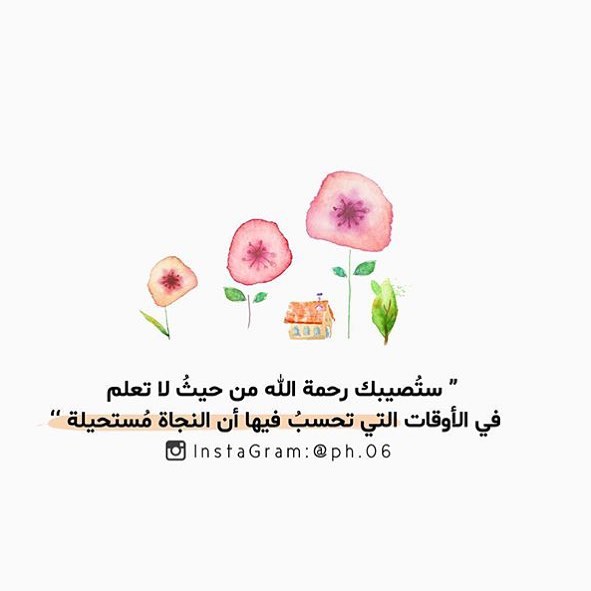 ” ستُصيبك رحمة الله من حيثُ لا تعلم
في الأوقات التي تحسبُ فيها أن النجاة مُستحيلة “
InstaGram:@ph.06